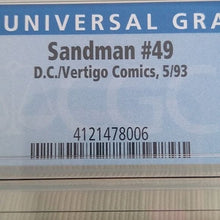 UNIVERSAL GRA
Sandman #49
D.C./Vertigo Comics, 5/93
4121478006